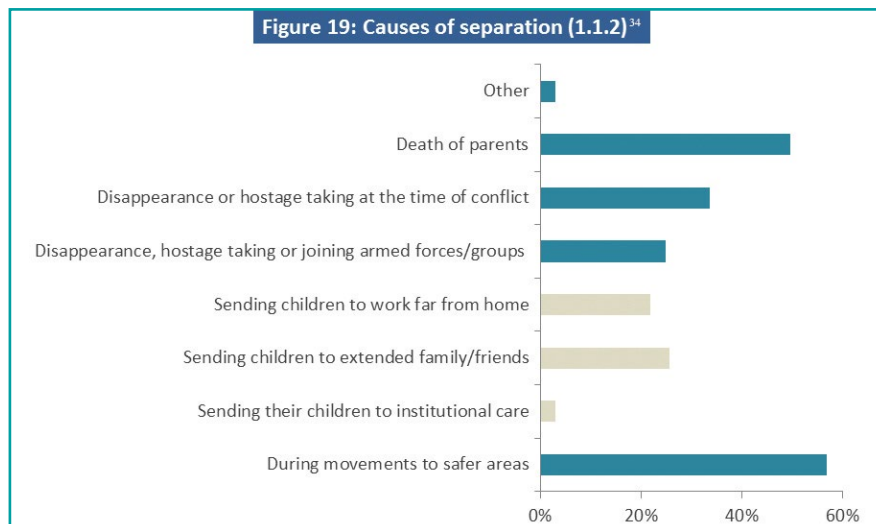 Figure 19: Causes of separation (1.1.2)34
Other
Death of parents
Disappearance or hostage taking at the time of conflict
Disappearance, hostage taking or joining armed forces/groups
Sending children to work far from home
Sending children to extended family/friends
Sending their children to institutional care
During movements to safer areas
0% 20% 40% 60%